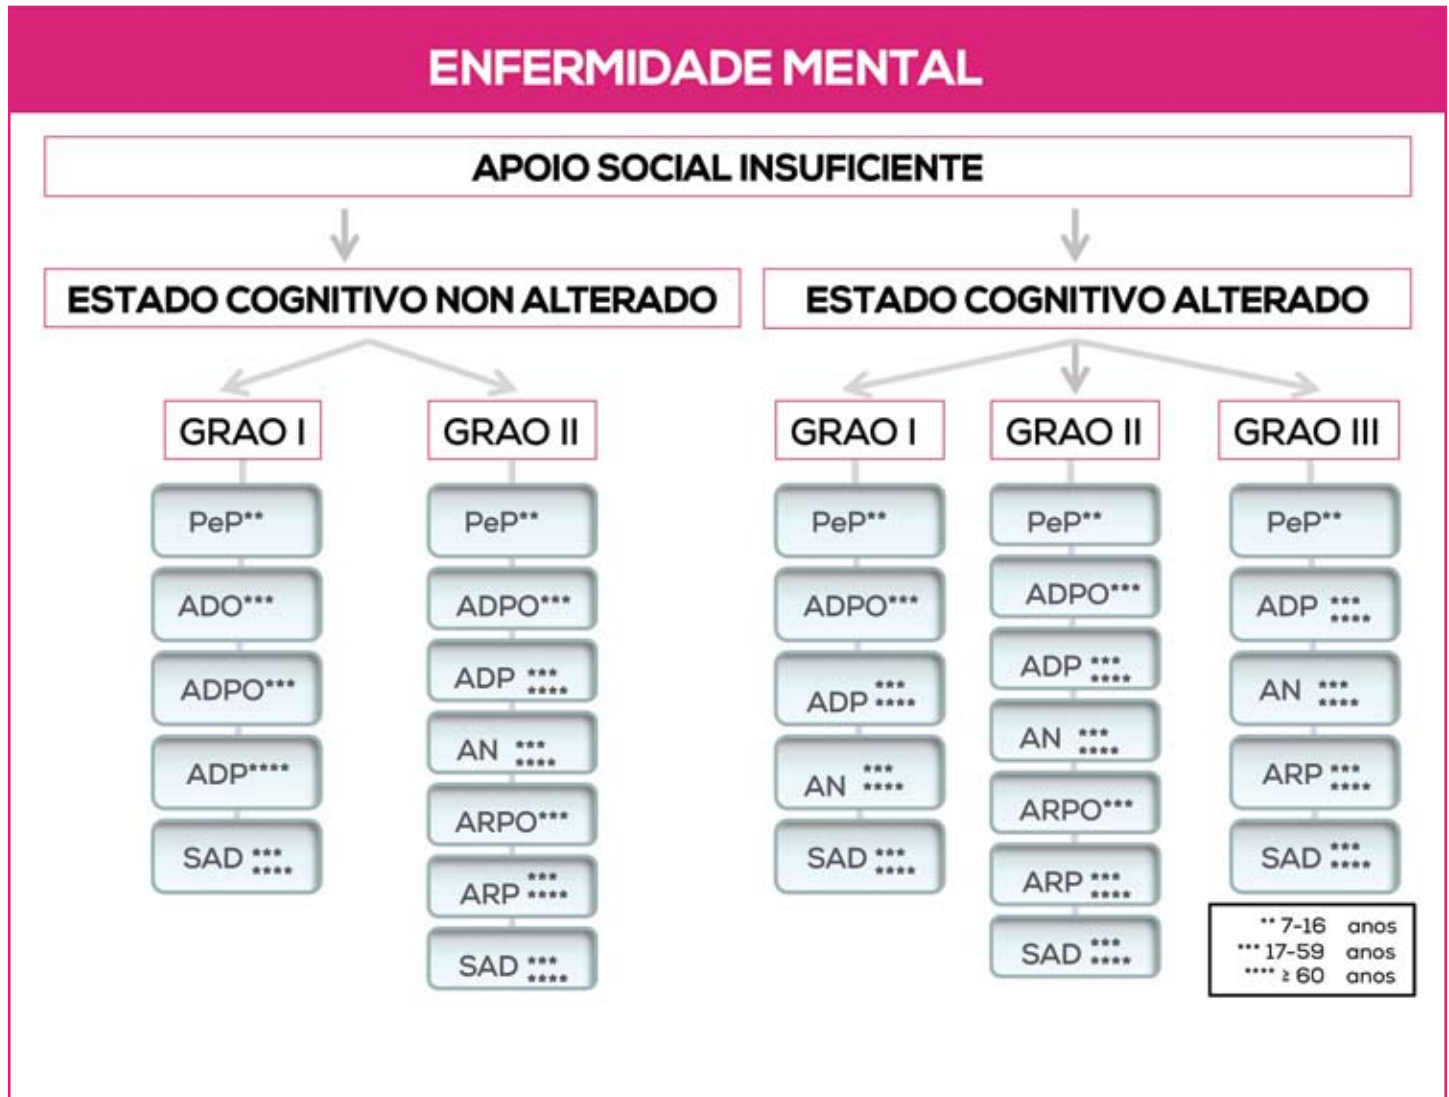 ENFERMIDADE MENTAL
APOIO SOCIAL INSUFICIENTE
ESTADO COGNITIVO NON ALTERADO
GRAO I
PeP**
ADO***
ADPO***
ADP****
SAD ***
****
GRAO II
PeP**
ADPO***
ADP ***
****
AN ***
****
ARPO***
ARP ***
****
SAD ***
****
ESTADO COGNITIVO ALTERADO
GRAO I
PeP**
ADPO***
ADP ***
****
AN ***
****
SAD ***
****
GRAO II
PeP**
ADPO***
ADP ***
****
AN ***
****
ARPO***
ARP ***
****
SAD ***
****
GRAO III
PeP**
ADP ***
****
AN ***
****
ARP ***
****
SAD ***
****
** 7-16 anos
*** 17-59 anos
**** ≥ 60 anos